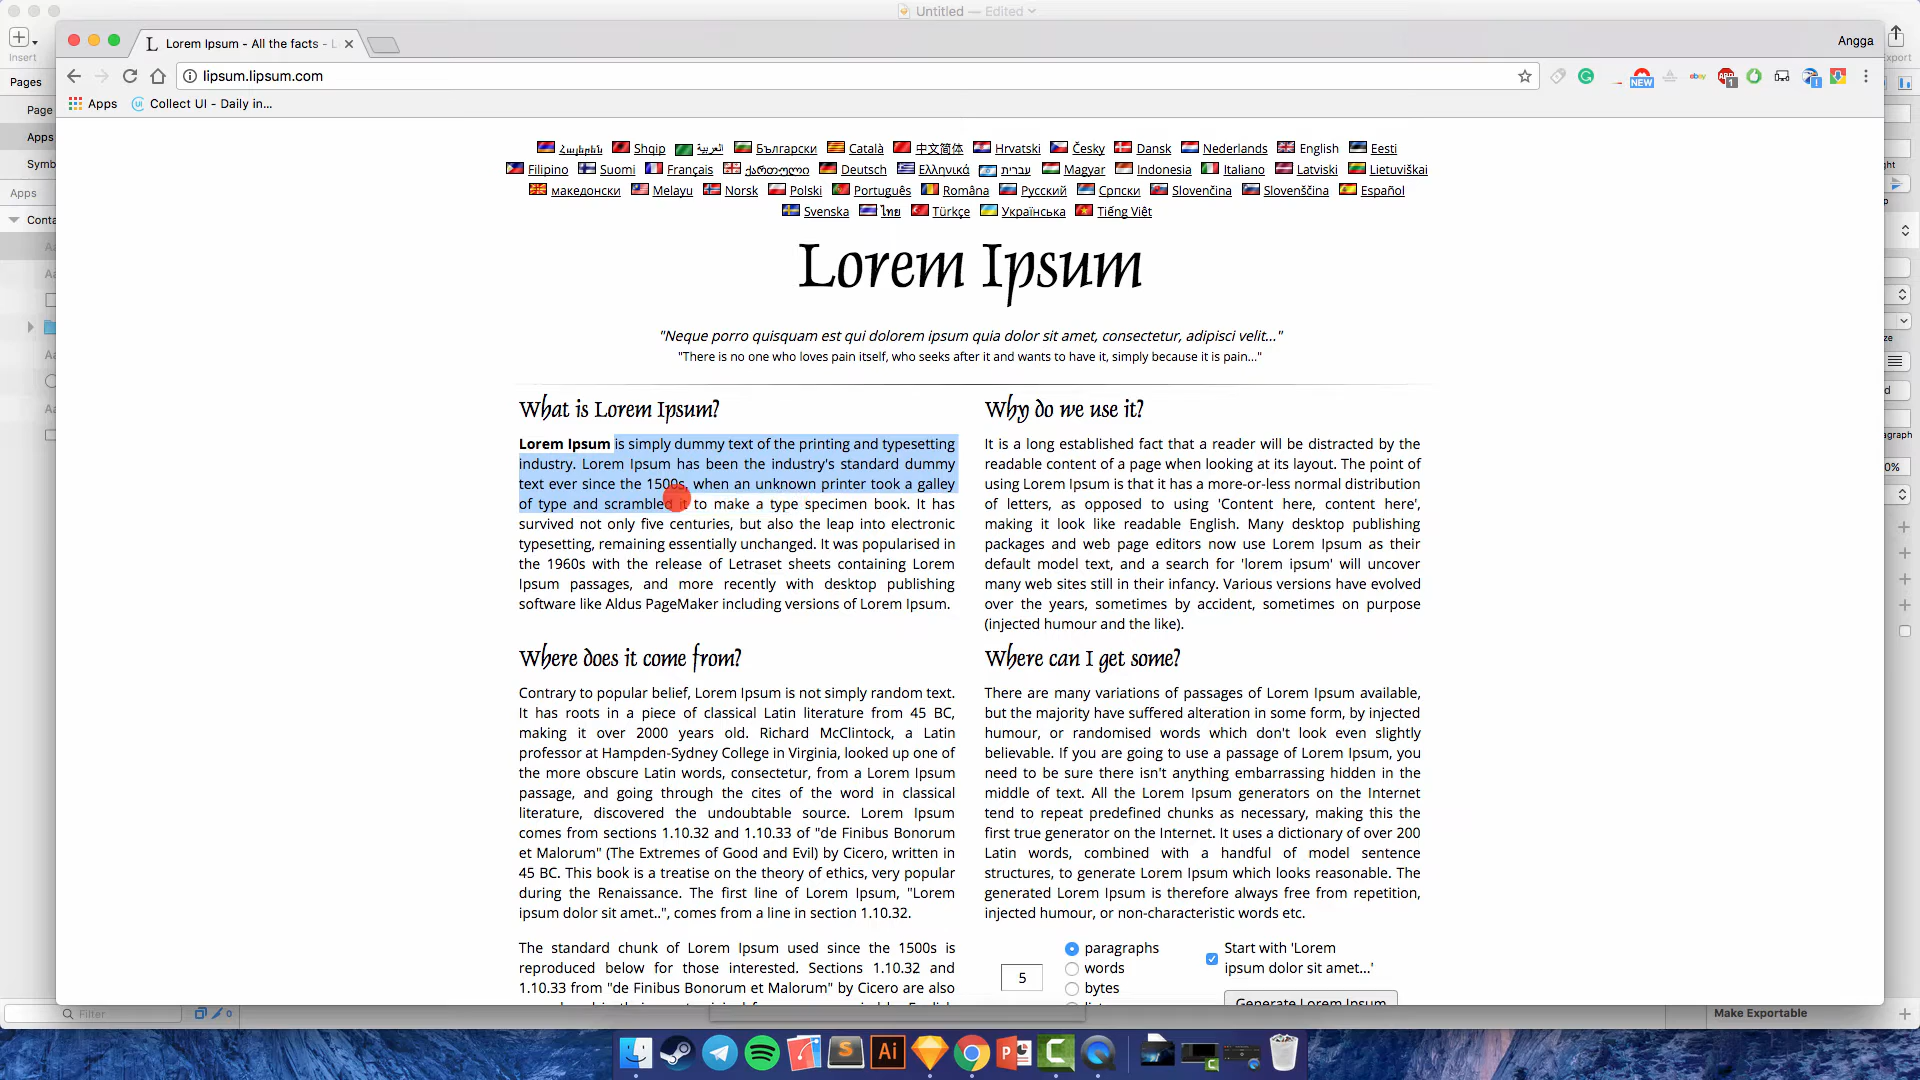 Untitled — Edited
Insert
Lorem Ipsum - All the facts - L
Angga
Export
Pages
lipsum.lipsum.com
NEW
ebay
ABP
1
Page
Apps
Collect UI - Daily in...
Apps
Symb
Apps
Conta
Հայերեն Shqip العربية Български Català 中文简体 Hrvatski Česky Dansk Nederlands English Eesti
Filipino Suomi Français ქართული Deutsch Ελληνικά עברית Magyar Indonesia Italiano Latviski Lietuviškai
македонски Melayu Norsk Polski Português Româna Русский Српски Slovenčina Slovenščina Español
Svenska ไทย Türkçe Українська Tiếng Việt
Lorem Ipsum
"Neque porro quisquam est qui dolorem ipsum quia dolor sit amet, consectetur, adipisci velit..."
"There is no one who loves pain itself, who seeks after it and wants to have it, simply because it is pain..."
What is Lorem Ipsum?
Lorem Ipsum is simply dummy text of the printing and typesetting
industry. Lorem Ipsum has been the industry's standard dummy
text ever since the 1500s, when an unknown printer took a galley
of type and scrambled it to make a type specimen book. It has
survived not only five centuries, but also the leap into electronic
typesetting, remaining essentially unchanged. It was popularised in
the 1960s with the release of Letraset sheets containing Lorem
Ipsum passages, and more recently with desktop publishing
software like Aldus PageMaker including versions of Lorem Ipsum.
Why do we use it?
It is a long established fact that a reader will be distracted by the
readable content of a page when looking at its layout. The point of
using Lorem Ipsum is that it has a more-or-less normal distribution
of letters, as opposed to using 'Content here, content here',
making it look like readable English. Many desktop publishing
packages and web page editors now use Lorem Ipsum as their
default model text, and a search for 'lorem ipsum' will uncover
many web sites still in their infancy. Various versions have evolved
over the years, sometimes by accident, sometimes on purpose
(injected humour and the like).
Where does it come from?
Contrary to popular belief, Lorem Ipsum is not simply random text.
It has roots in a piece of classical Latin literature from 45 BC,
making it over 2000 years old. Richard McClintock, a Latin
professor at Hampden-Sydney College in Virginia, looked up one of
the more obscure Latin words, consectetur, from a Lorem Ipsum
passage, and going through the cites of the word in classical
literature, discovered the undoubtable source. Lorem Ipsum
comes from sections 1.10.32 and 1.10.33 of "de Finibus Bonorum
et Malorum" (The Extremes of Good and Evil) by Cicero, written in
45 BC. This book is a treatise on the theory of ethics, very popular
during the Renaissance. The first line of Lorem Ipsum, "Lorem
ipsum dolor sit amet..", comes from a line in section 1.10.32.
The standard chunk of Lorem Ipsum used since the 1500s is
reproduced below for those interested. Sections 1.10.32 and
1.10.33 from "de Finibus Bonorum et Malorum" by Cicero are also
Where can I get some?
There are many variations of passages of Lorem Ipsum available,
but the majority have suffered alteration in some form, by injected
humour, or randomised words which don't look even slightly
believable. If you are going to use a passage of Lorem Ipsum, you
need to be sure there isn't anything embarrassing hidden in the
middle of text. All the Lorem Ipsum generators on the Internet
tend to repeat predefined chunks as necessary, making this the
first true generator on the Internet. It uses a dictionary of over 200
Latin words, combined with a handful of model sentence
structures, to generate Lorem Ipsum which looks reasonable. The
generated Lorem Ipsum is therefore always free from repetition,
injected humour, or non-characteristic words etc.
5
paragraphs
words
bytes
Start with 'Lorem
ipsum dolor sit amet...'
Generate Lorem Ipsum
Filter
0
Make Exportable
Ai